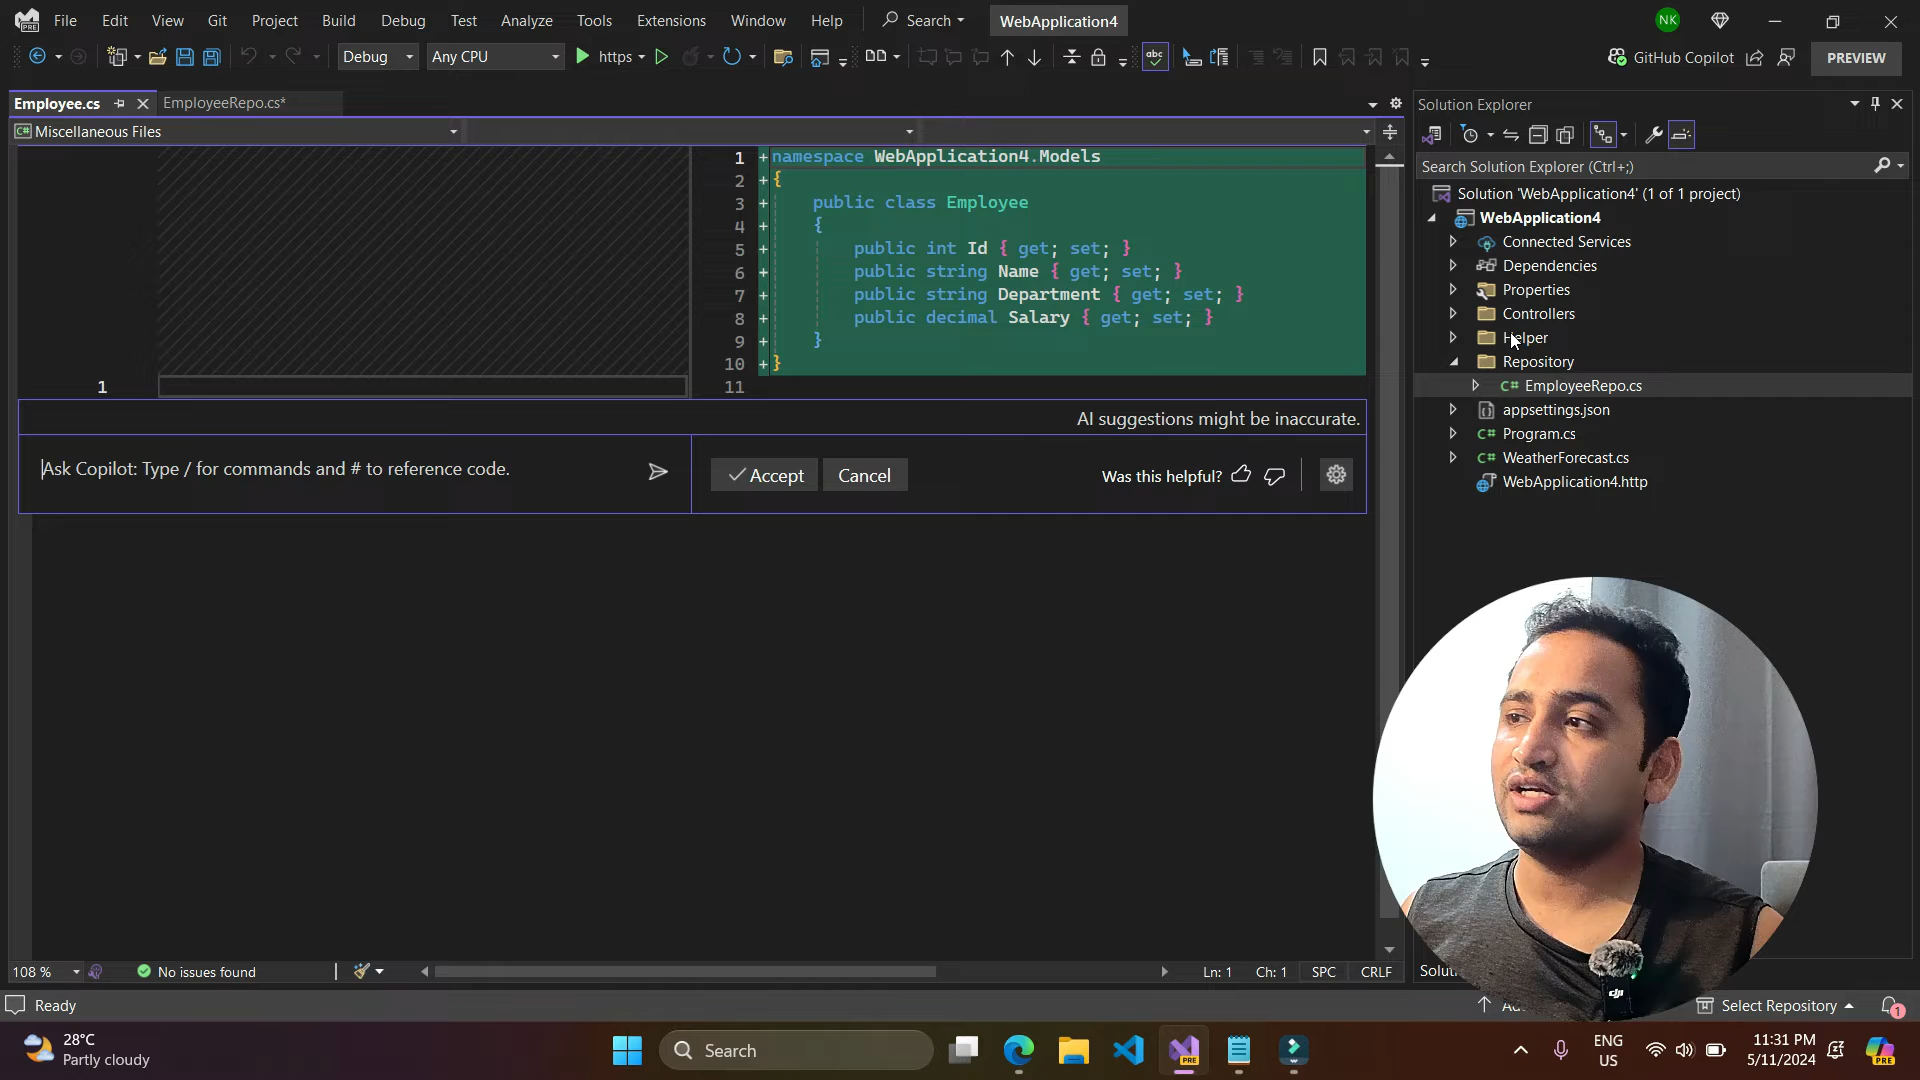 File Edit View Git Project Build Debug Test Analyze Tools Extensions Window Help Search WebApplication4 NK
Debug Any CPU https GitHub Copilot PREVIEW
Employee.cs EmployeeRepo.cs*
Miscellaneous Files
1 + namespace WebApplication4.Models
2 + {
3 + public class Employee
4 + {
5 + public int Id { get; set; }
6 + public string Name { get; set; }
7 + public string Department { get; set; }
8 + public decimal Salary { get; set; }
9 + }
10 + }
1
11
AI suggestions might be inaccurate.
Ask Copilot: Type / for commands and # to reference code.
Accept Cancel Was this helpful?
108 % No issues found Ln: 1 Ch: 1 SPC CRLF
Solution Explorer
Search Solution Explorer (Ctrl+;)
Solution 'WebApplication4' (1 of 1 project)
WebApplication4
Connected Services
Dependencies
Properties
Controllers
Helper
Repository
C# EmployeeRepo.cs
appsettings.json
C# Program.cs
C# WeatherForecast.cs
WebApplication4.http
dji
Ready Select Repository 1
28°C
Partly cloudy
Search
ENG
US
11:31 PM
5/11/2024
PRE